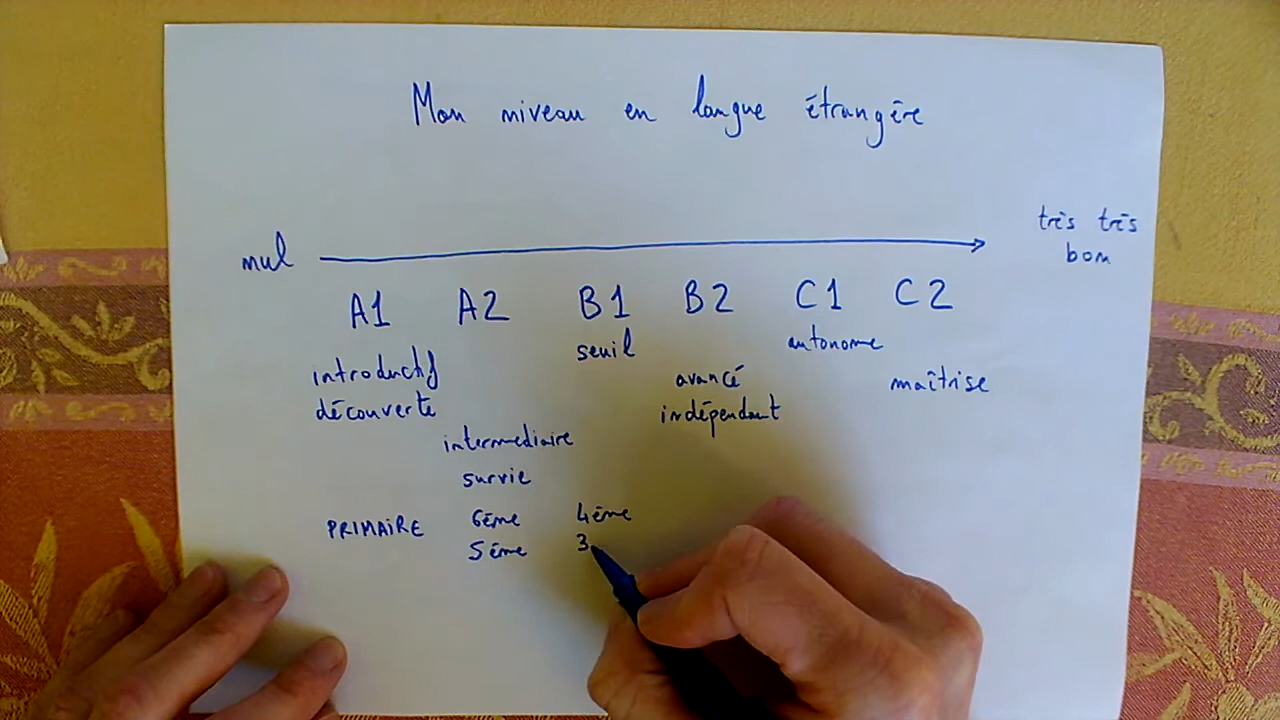 Mon niveau en langue étrangère
nul
très très
bon
A1 A2 B1 B2 C1 C2
introductif
découverte
intermediaire
survie
seuil
avancé
indépendant
autonome
maîtrise
PRIMAIRE
6ème
5ème
4ème
3